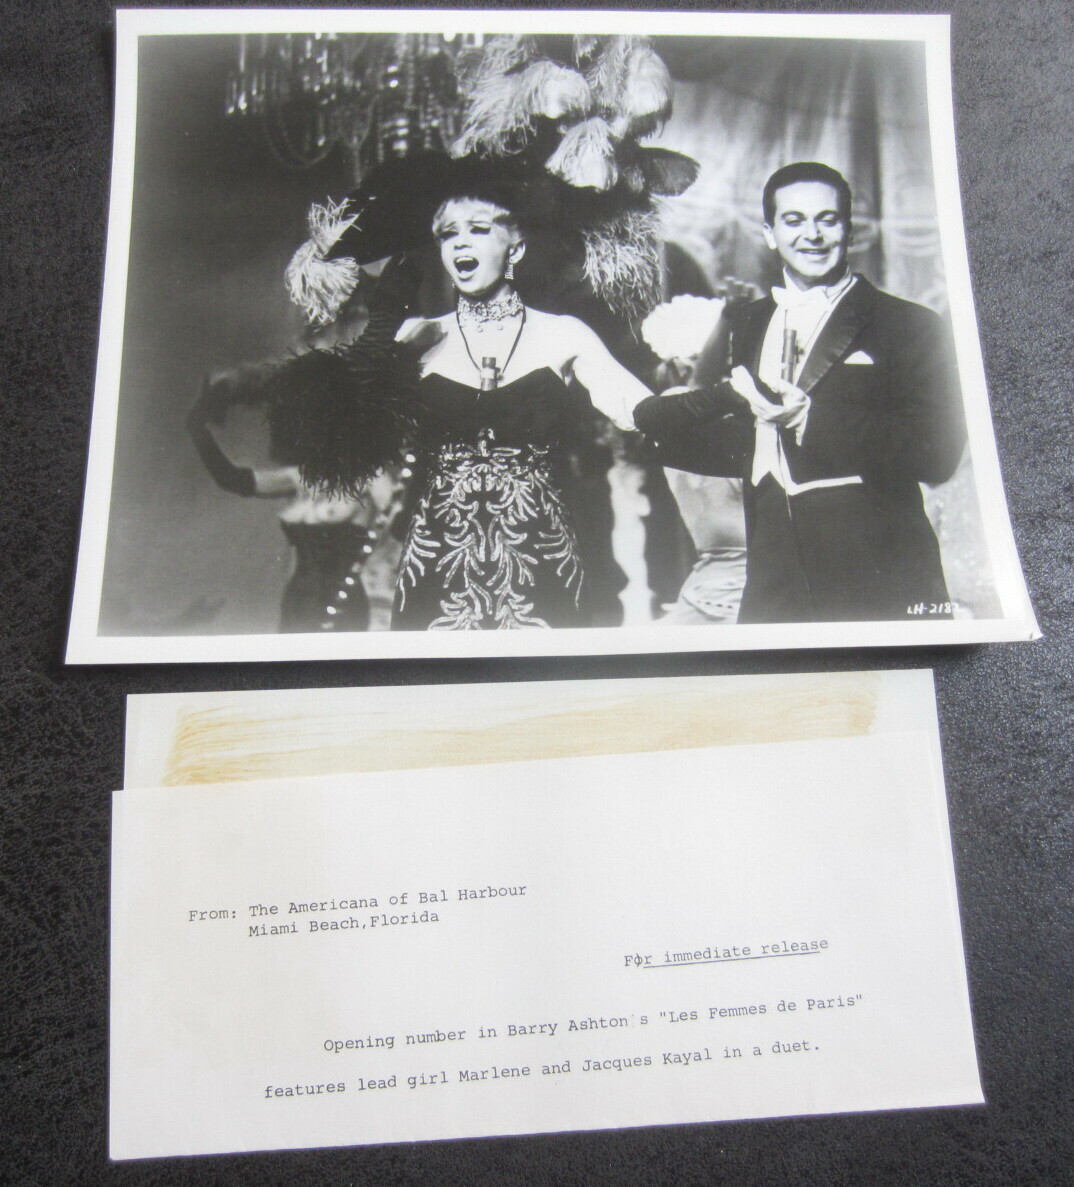 LH-2182
From: The Americana of Bal Harbour
Miami Beach,Florida
For immediate release
Opening number in Barry Ashton's "Les Femmes de Paris"
features lead girl Marlene and Jacques Kayal in a duet.